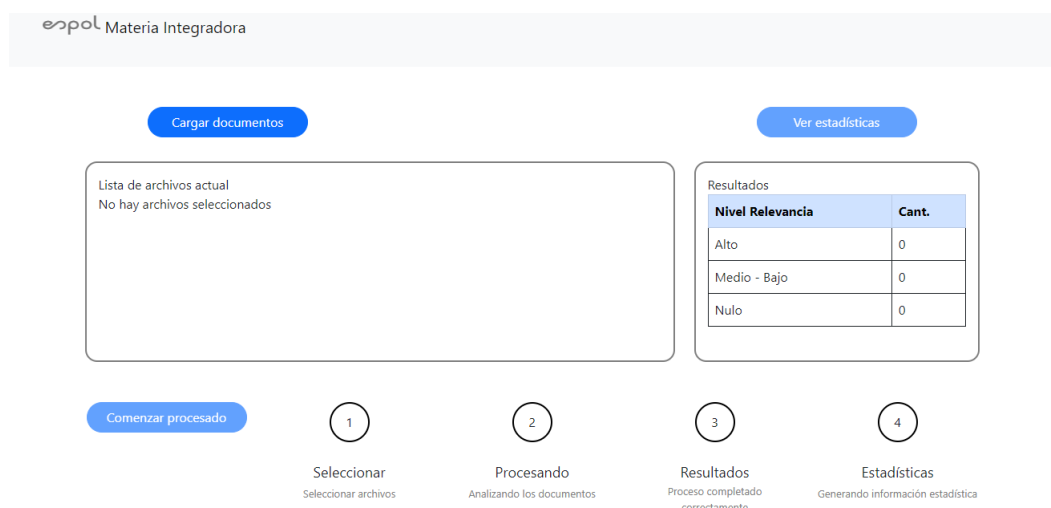 espol Materia Integradora
Cargar documentos
Ver estadísticas
Lista de archivos actual
No hay archivos seleccionados
Resultados
Nivel Relevancia Cant.
Alto 0
Medio - Bajo 0
Nulo 0
Comenzar procesado
1
2
3
4
Seleccionar
Seleccionar archivos
Procesando
Analizando los documentos
Resultados
Proceso completado
correctamente
Estadísticas
Generando información estadística